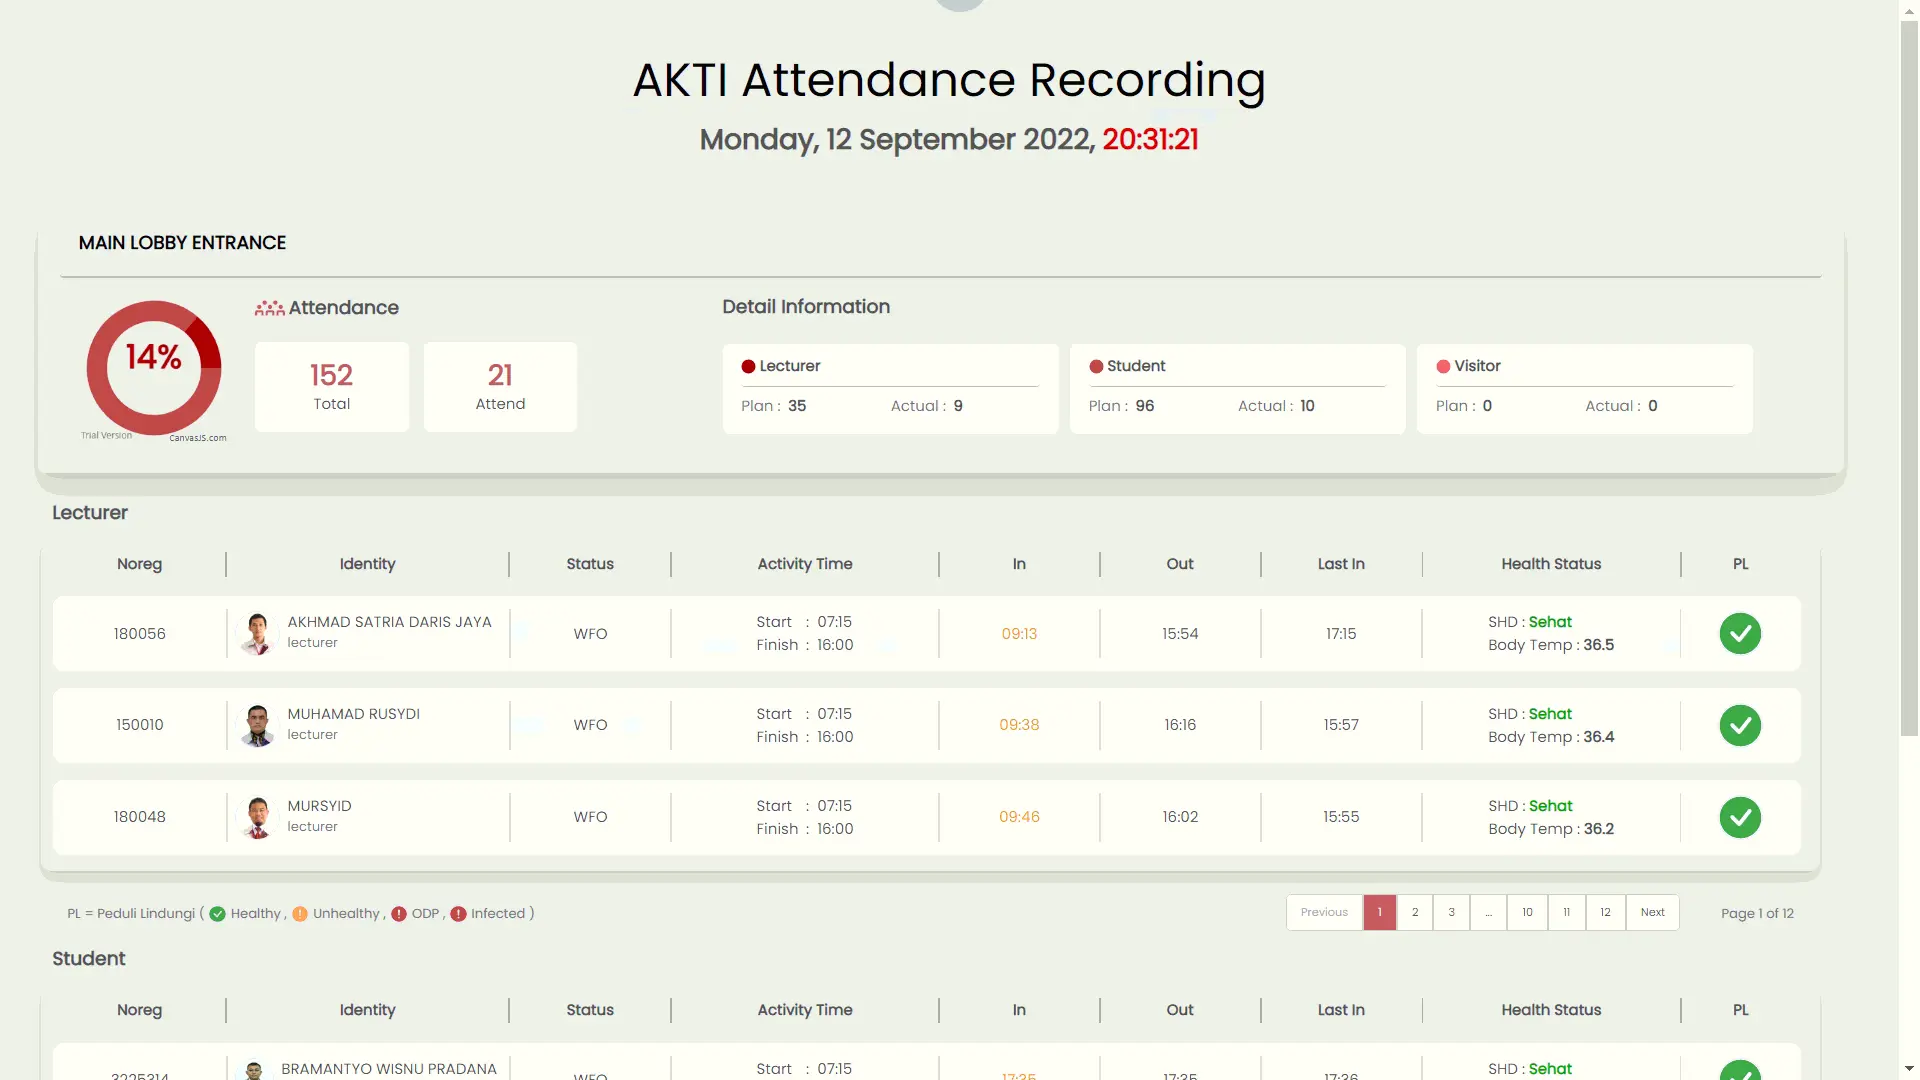 AKTI Attendance Recording
Monday, 12 September 2022, 20:31:21
MAIN LOBBY ENTRANCE
14%
Trial Version
CanvasJS.com
Attendance
152
Total
21
Attend
Detail Information
Lecturer
Plan : 35 Actual : 9
Student
Plan : 96 Actual : 10
Visitor
Plan : 0 Actual : 0
Lecturer
Noreg Identity Status Activity Time In Out Last In Health Status PL
180056 AKHMAD SATRIA DARIS JAYA lecturer WFO Start : 07:15 Finish : 16:00 09:13 15:54 17:15 SHD : Sehat Body Temp : 36.5
150010 MUHAMAD RUSYDI lecturer WFO Start : 07:15 Finish : 16:00 09:38 16:16 15:57 SHD : Sehat Body Temp : 36.4
180048 MURSYID lecturer WFO Start : 07:15 Finish : 16:00 09:46 16:02 15:55 SHD : Sehat Body Temp : 36.2
PL = Peduli Lindungi ( Healthy , ! Unhealthy , ! ODP , ! Infected )
Previous 1 2 3 ... 10 11 12 Next Page 1 of 12
Student
Noreg Identity Status Activity Time In Out Last In Health Status PL
3225314 BRAMANTYO WISNU PRADANA WFO Start : 07:15 17:35 17:35 17:36 SHD : Sehat